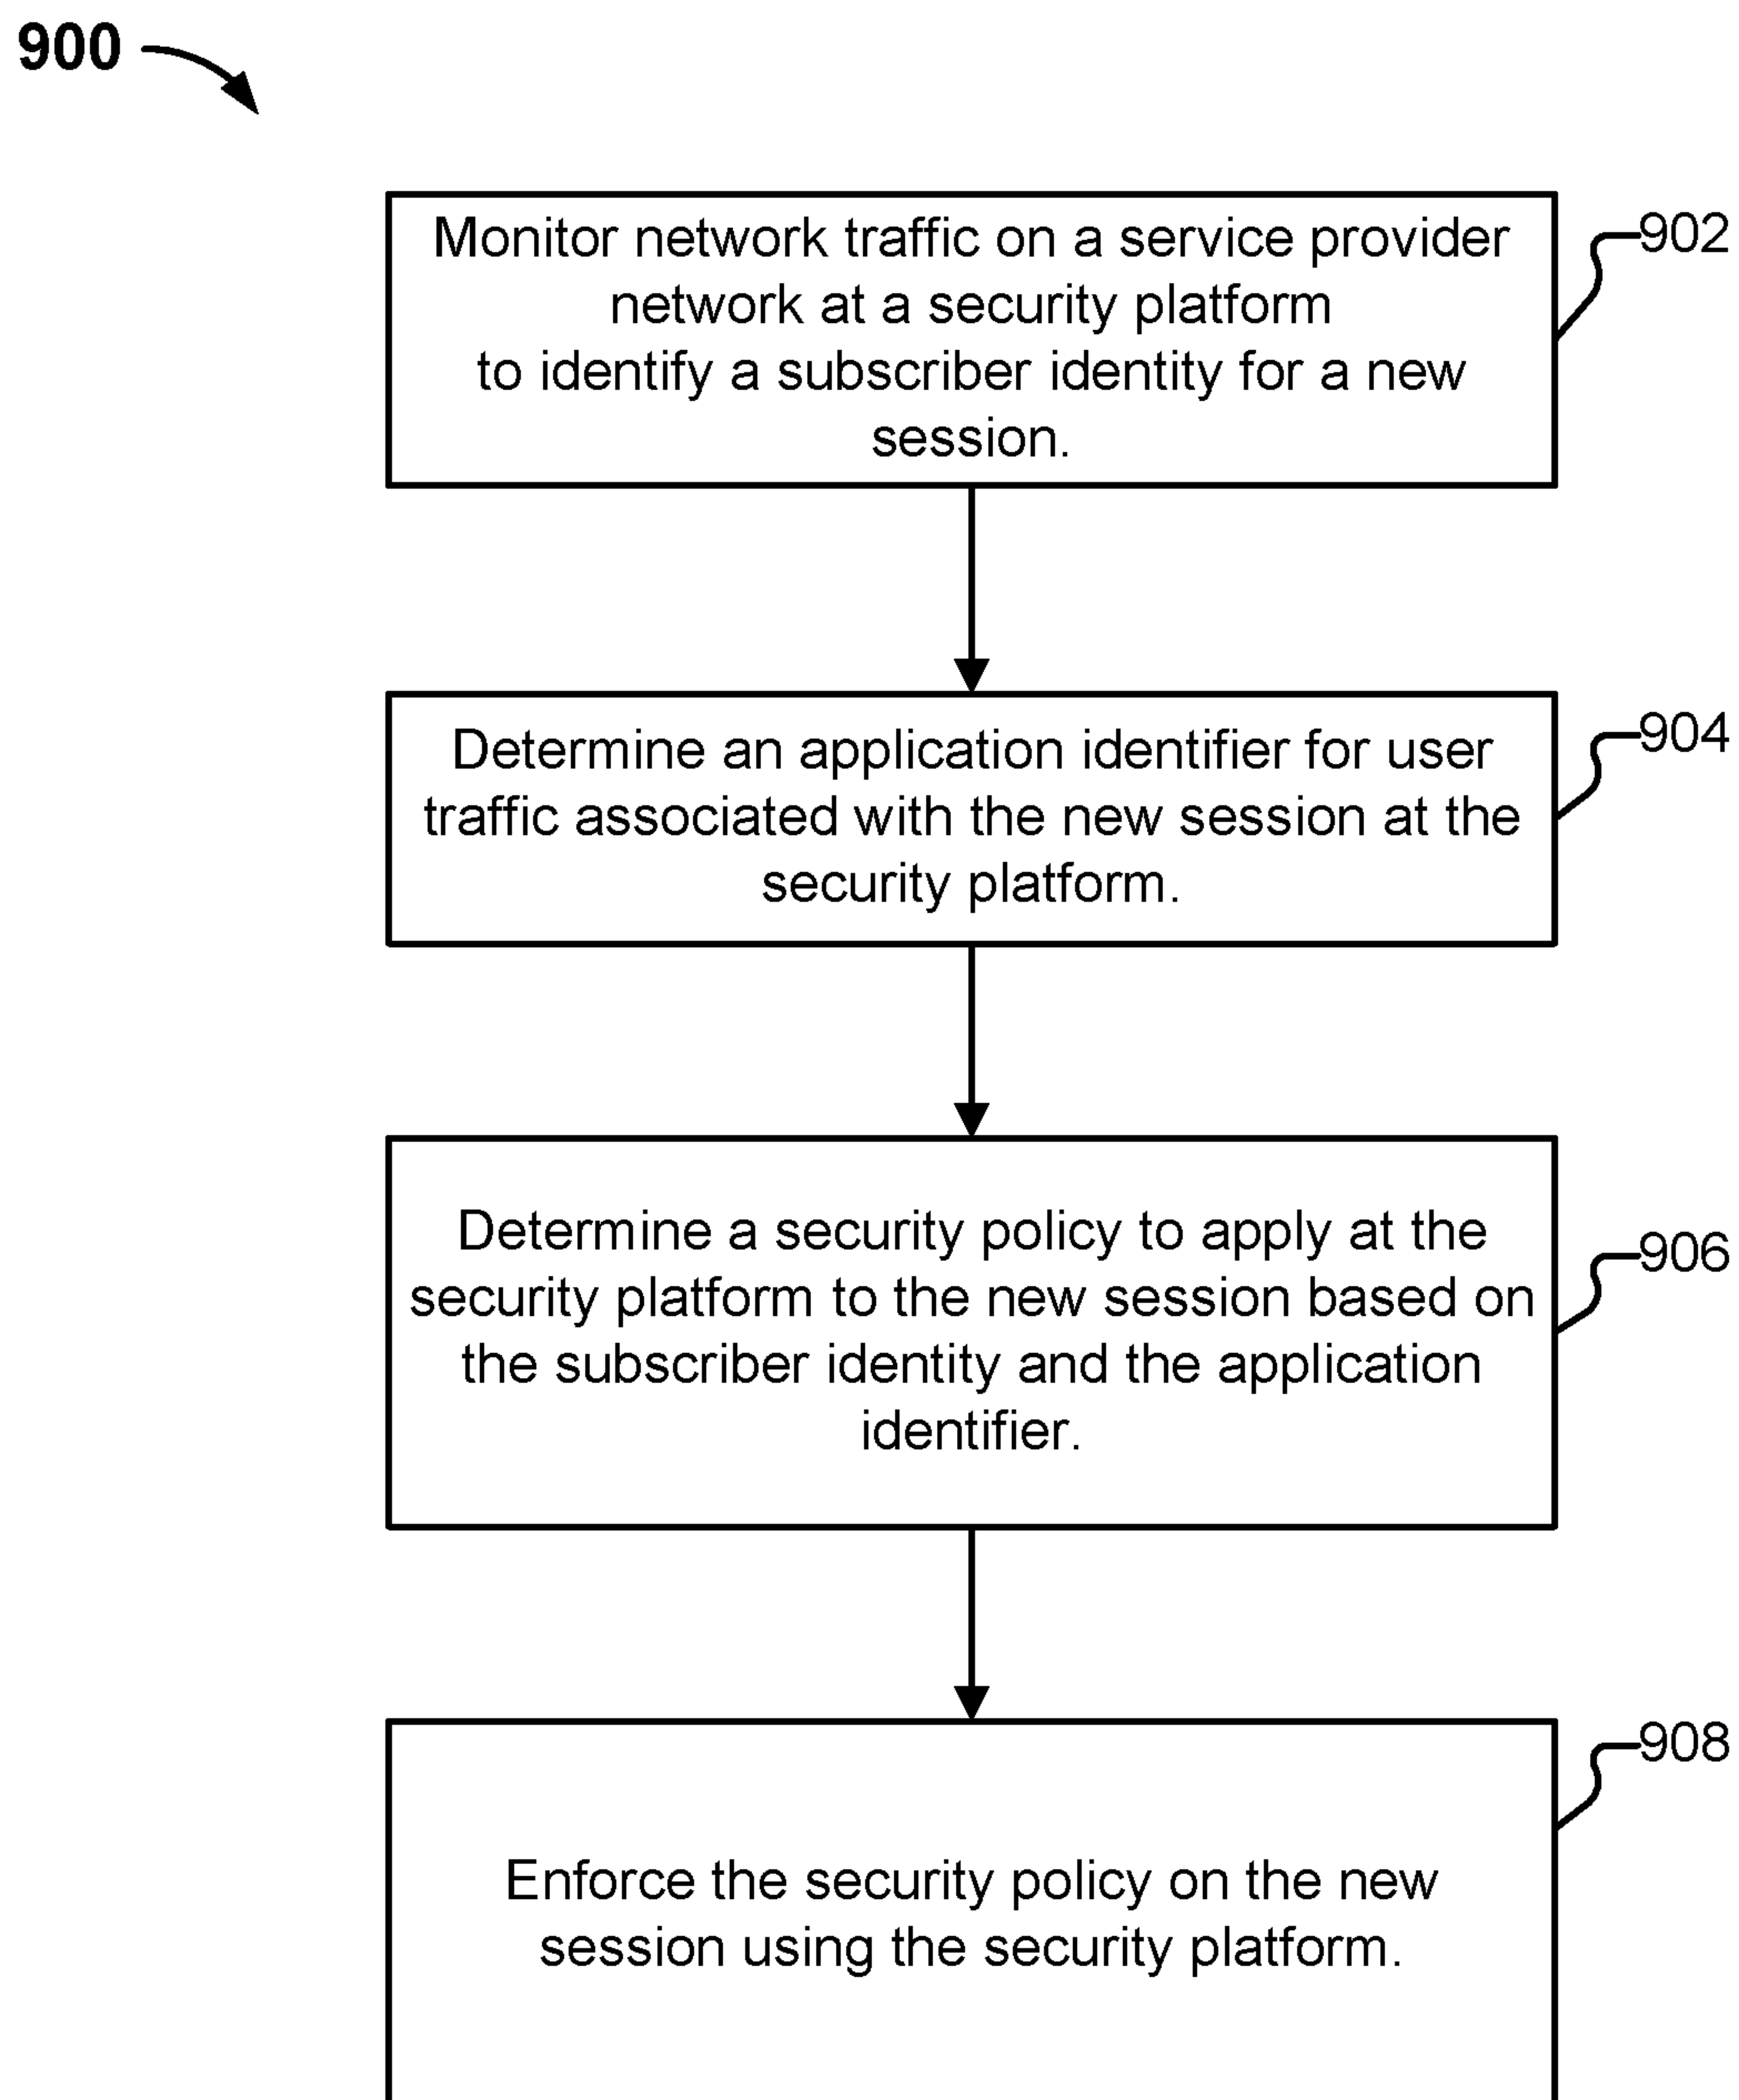 900
Monitor network traffic on a service provider
network at a security platform
to identify a subscriber identity for a new
session.
902
Determine an application identifier for user
traffic associated with the new session at the
security platform.
904
Determine a security policy to apply at the
security platform to the new session based on
the subscriber identity and the application
identifier.
906
Enforce the security policy on the new
session using the security platform.
908